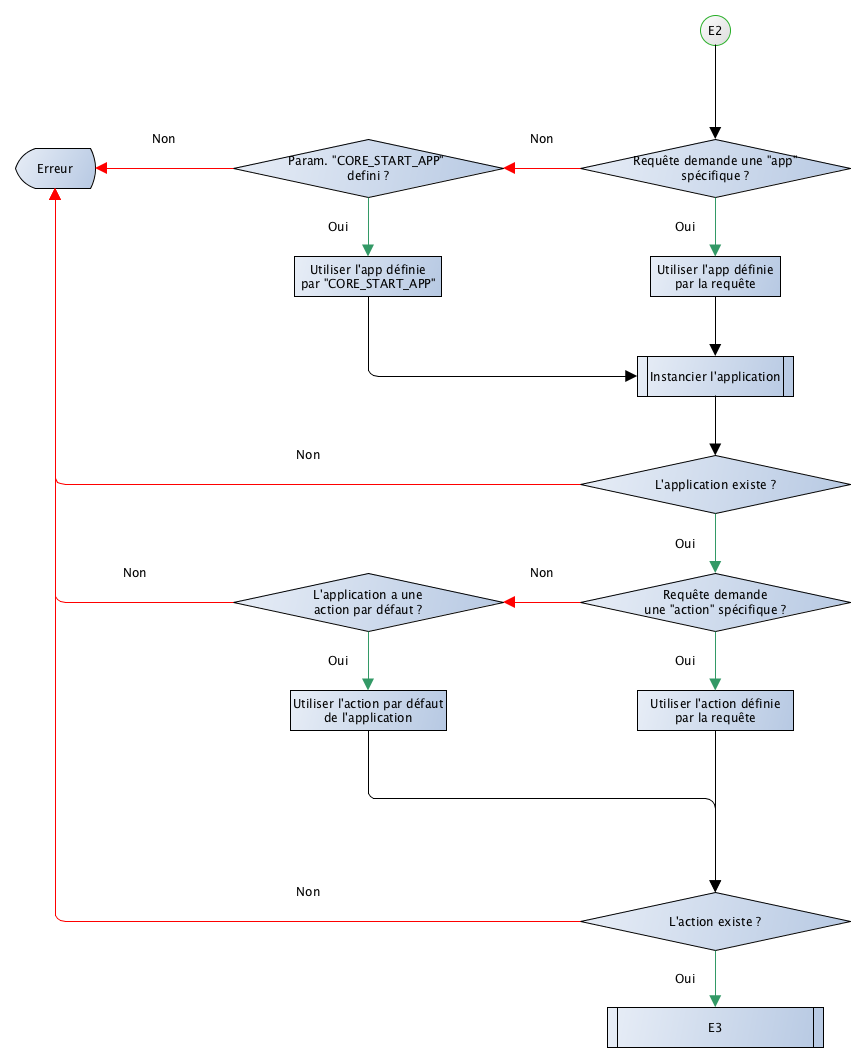 E2
Non
Non
Erreur
Param. "CORE_START_APP"
defini ?
Requête demande une "app"
spécifique ?
Oui
Oui
Utiliser l'app définie
par "CORE_START_APP"
Utiliser l'app définie
par la requête
Instancier l'application
Non
L'application existe ?
Oui
Non
Non
L'application a une
action par défaut ?
Requête demande
une "action" spécifique ?
Oui
Oui
Utiliser l'action par défaut
de l'application
Utiliser l'action définie
par la requête
Non
L'action existe ?
Oui
E3